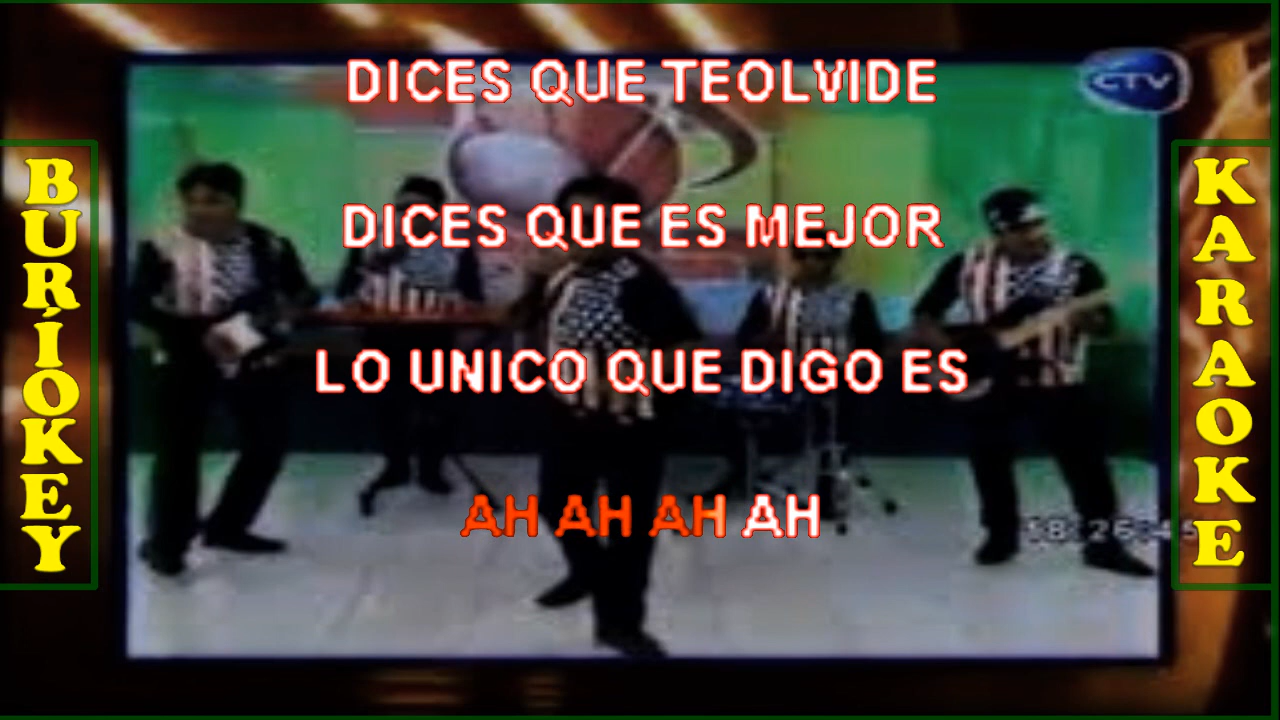 DICES QUE TEOLVIDE
CTV
DICES QUE ES MEJOR
LO UNICO QUE DIGO ES
AH AH AH AH
BURÍOKEY
KARAOKE